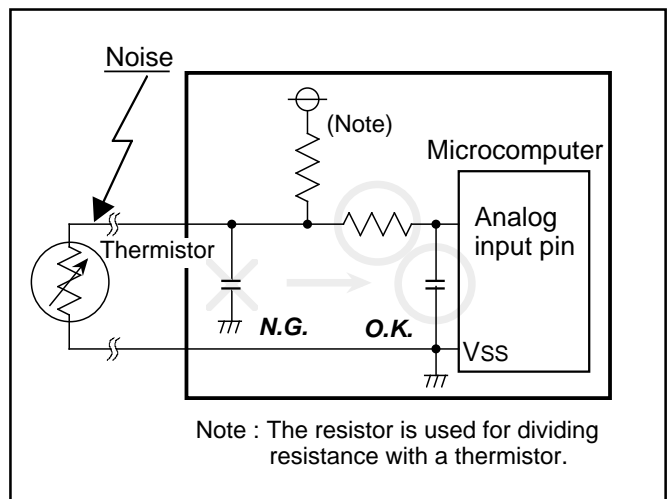 Noise
(Note)
Microcomputer
Analog
input pin
Thermistor
N.G.
O.K.
VSS
Note : The resistor is used for dividing
resistance with a thermistor.